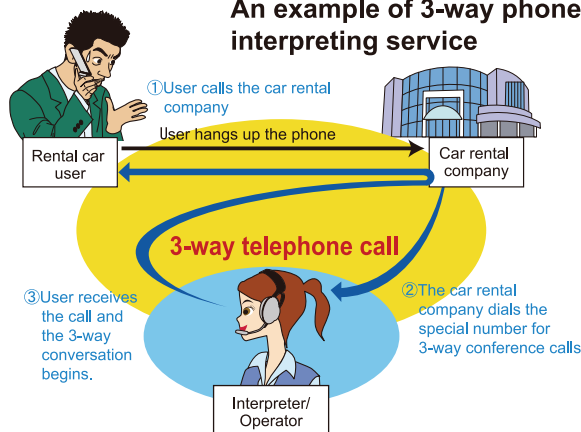 An example of 3-way phone
interpreting service
①User calls the car rental
company
User hangs up the phone
Rental car
user
Car rental
company
3-way telephone call
③User receives
the call and
the 3-way
conversation
begins.
②The car rental
company dials the
special number for
3-way conference calls
Interpreter/
Operator